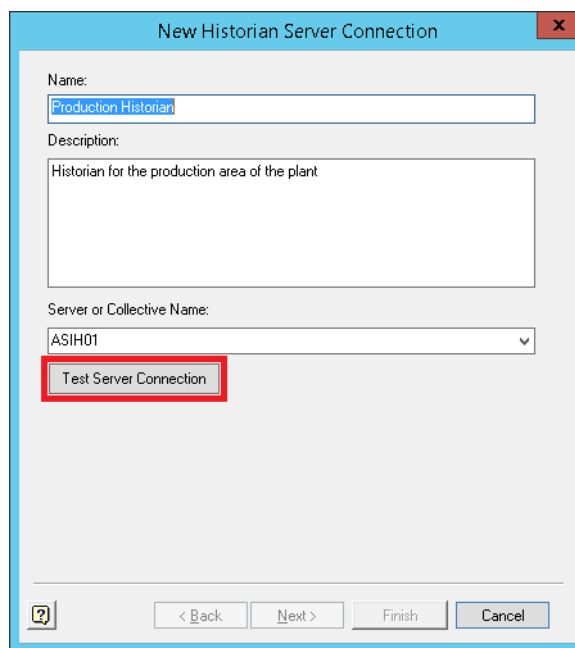 New Historian Server Connection
x
Name:
Production Historian
Description:
Historian for the production area of the plant
Server or Collective Name:
ASIH01
Test Server Connection
?
< Back Next > Finish Cancel